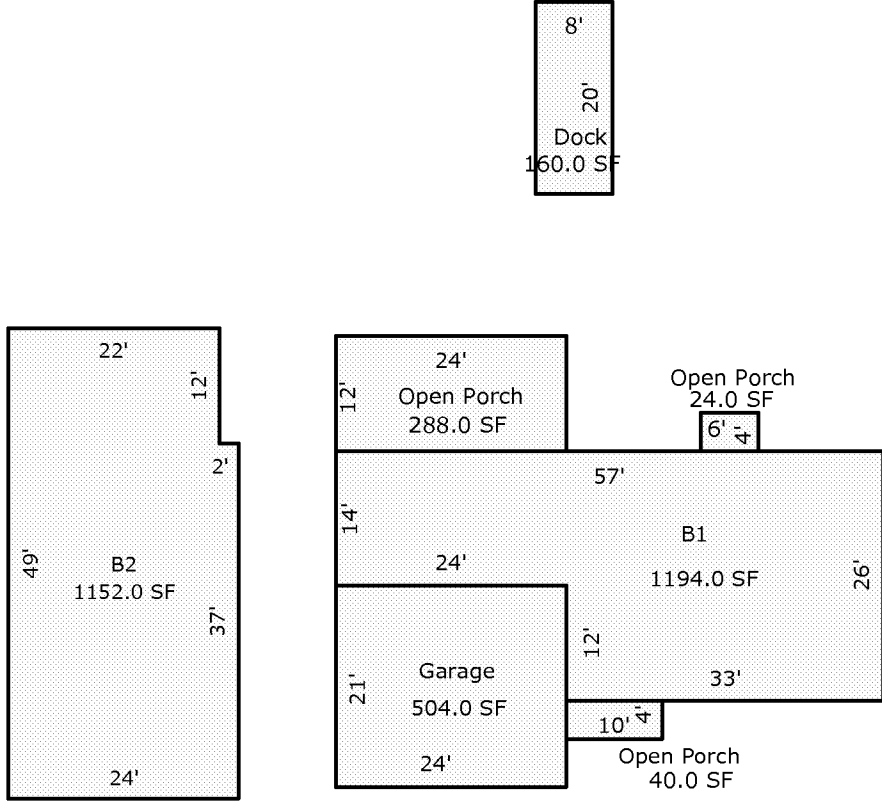 8'
20'
Dock
160.0 SF
22'
12'
2'
49'
B2
1152.0 SF
37'
24'
24'
12'
Open Porch
288.0 SF
Open Porch
24.0 SF
6'
4'
57'
14'
24'
B1
1194.0 SF
26'
12'
33'
Garage
21'
504.0 SF
24'
10'
4'
Open Porch
40.0 SF